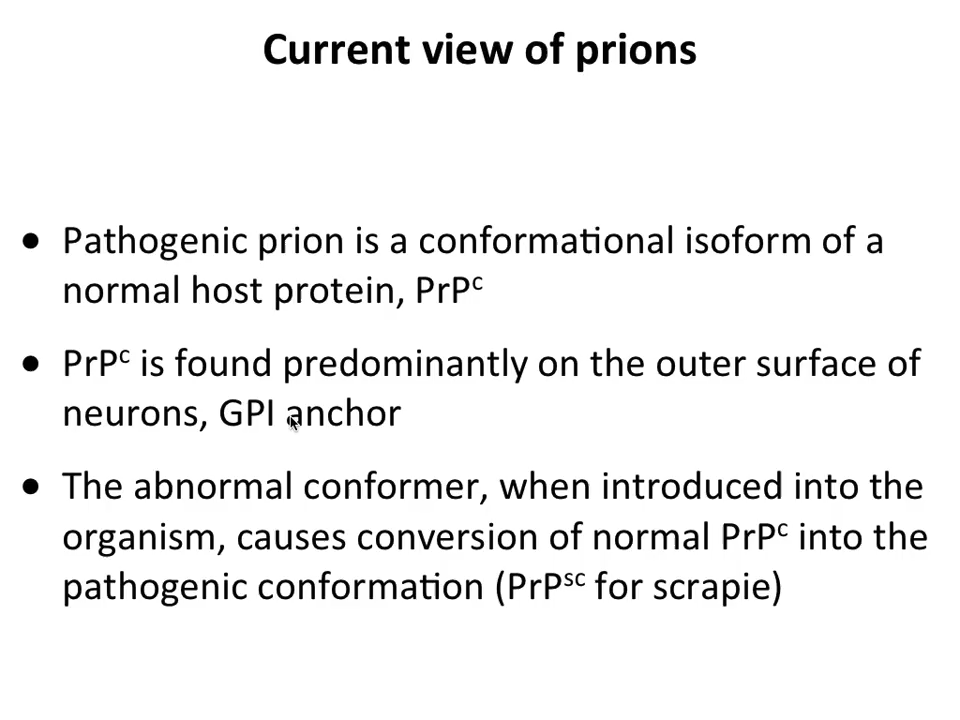 Current view of prions
• Pathogenic prion is a conformational isoform of a
normal host protein, PrPᶜ
• PrPᶜ is found predominantly on the outer surface of
neurons, GPI anchor
• The abnormal conformer, when introduced into the
organism, causes conversion of normal PrPᶜ into the
pathogenic conformation (PrPˢᶜ for scrapie)